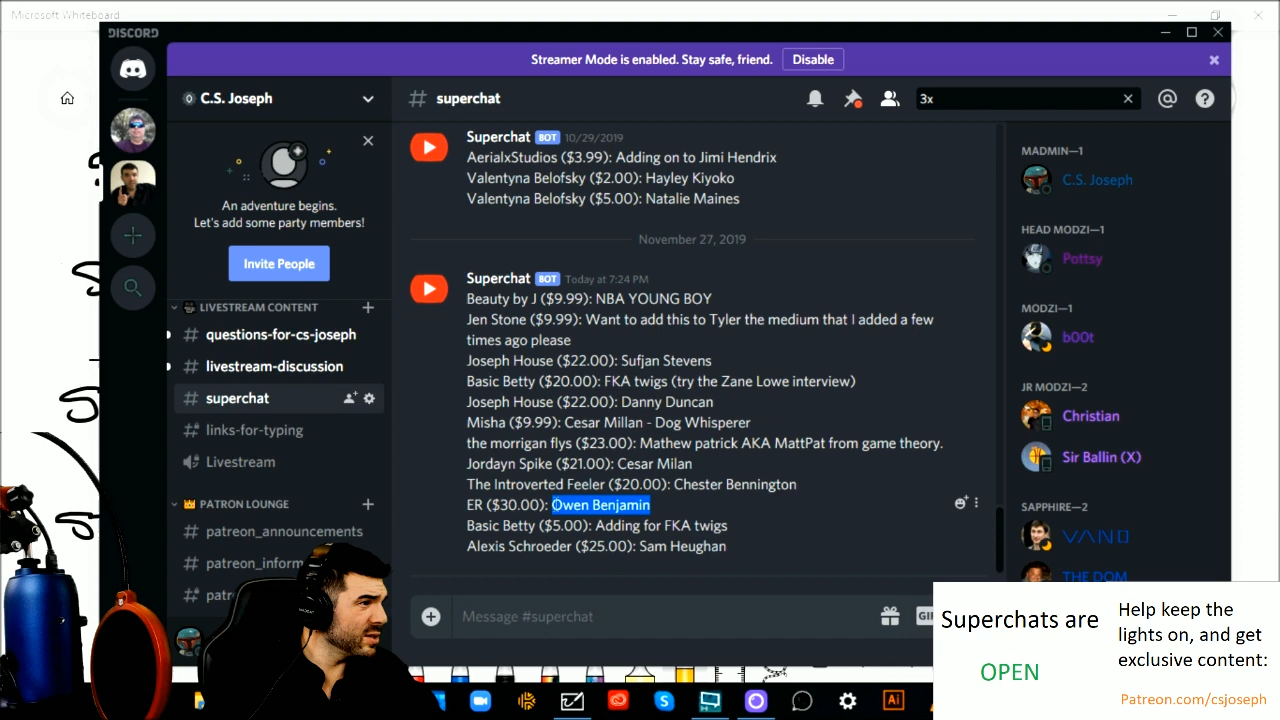 Microsoft Whiteboard
DISCORD
Streamer Mode is enabled. Stay safe, friend.
Disable
C.S. Joseph
superchat
3x
An adventure begins.
Let's add some party members!
Invite People
LIVESTREAM CONTENT
questions-for-cs-joseph
livestream-discussion
superchat
links-for-typing
Livestream
PATRON LOUNGE
patreon_announcements
patreon_inform
Superchat BOT 10/29/2019
AerialxStudios ($3.99): Adding on to Jimi Hendrix
Valentyna Belofsky ($2.00): Hayley Kiyoko
Valentyna Belofsky ($5.00): Natalie Maines
November 27, 2019
Superchat BOT Today at 7:24 PM
Beauty by J ($9.99): NBA YOUNG BOY
Jen Stone ($9.99): Want to add this to Tyler the medium that I added a few
times ago please
Joseph House ($22.00): Sufjan Stevens
Basic Betty ($20.00): FKA twigs (try the Zane Lowe interview)
Joseph House ($22.00): Danny Duncan
Misha ($9.99): Cesar Millan - Dog Whisperer
the morrigan flys ($23.00): Mathew patrick AKA MattPat from game theory.
Jordayn Spike ($21.00): Cesar Milan
The Introverted Feeler ($20.00): Chester Bennington
ER ($30.00): Owen Benjamin
Basic Betty ($5.00): Adding for FKA twigs
Alexis Schroeder ($25.00): Sam Heughan
Message #superchat
GIF
MADMIN—1
C.S. Joseph
HEAD MODZI—1
Pottsy
MODZI—1
b00t
JR MODZI—2
Christian
Sir Ballin (X)
SAPPHIRE—2
THE DOM
Superchats are
OPEN
Help keep the
lights on, and get
exclusive content:
Patreon.com/csjoseph